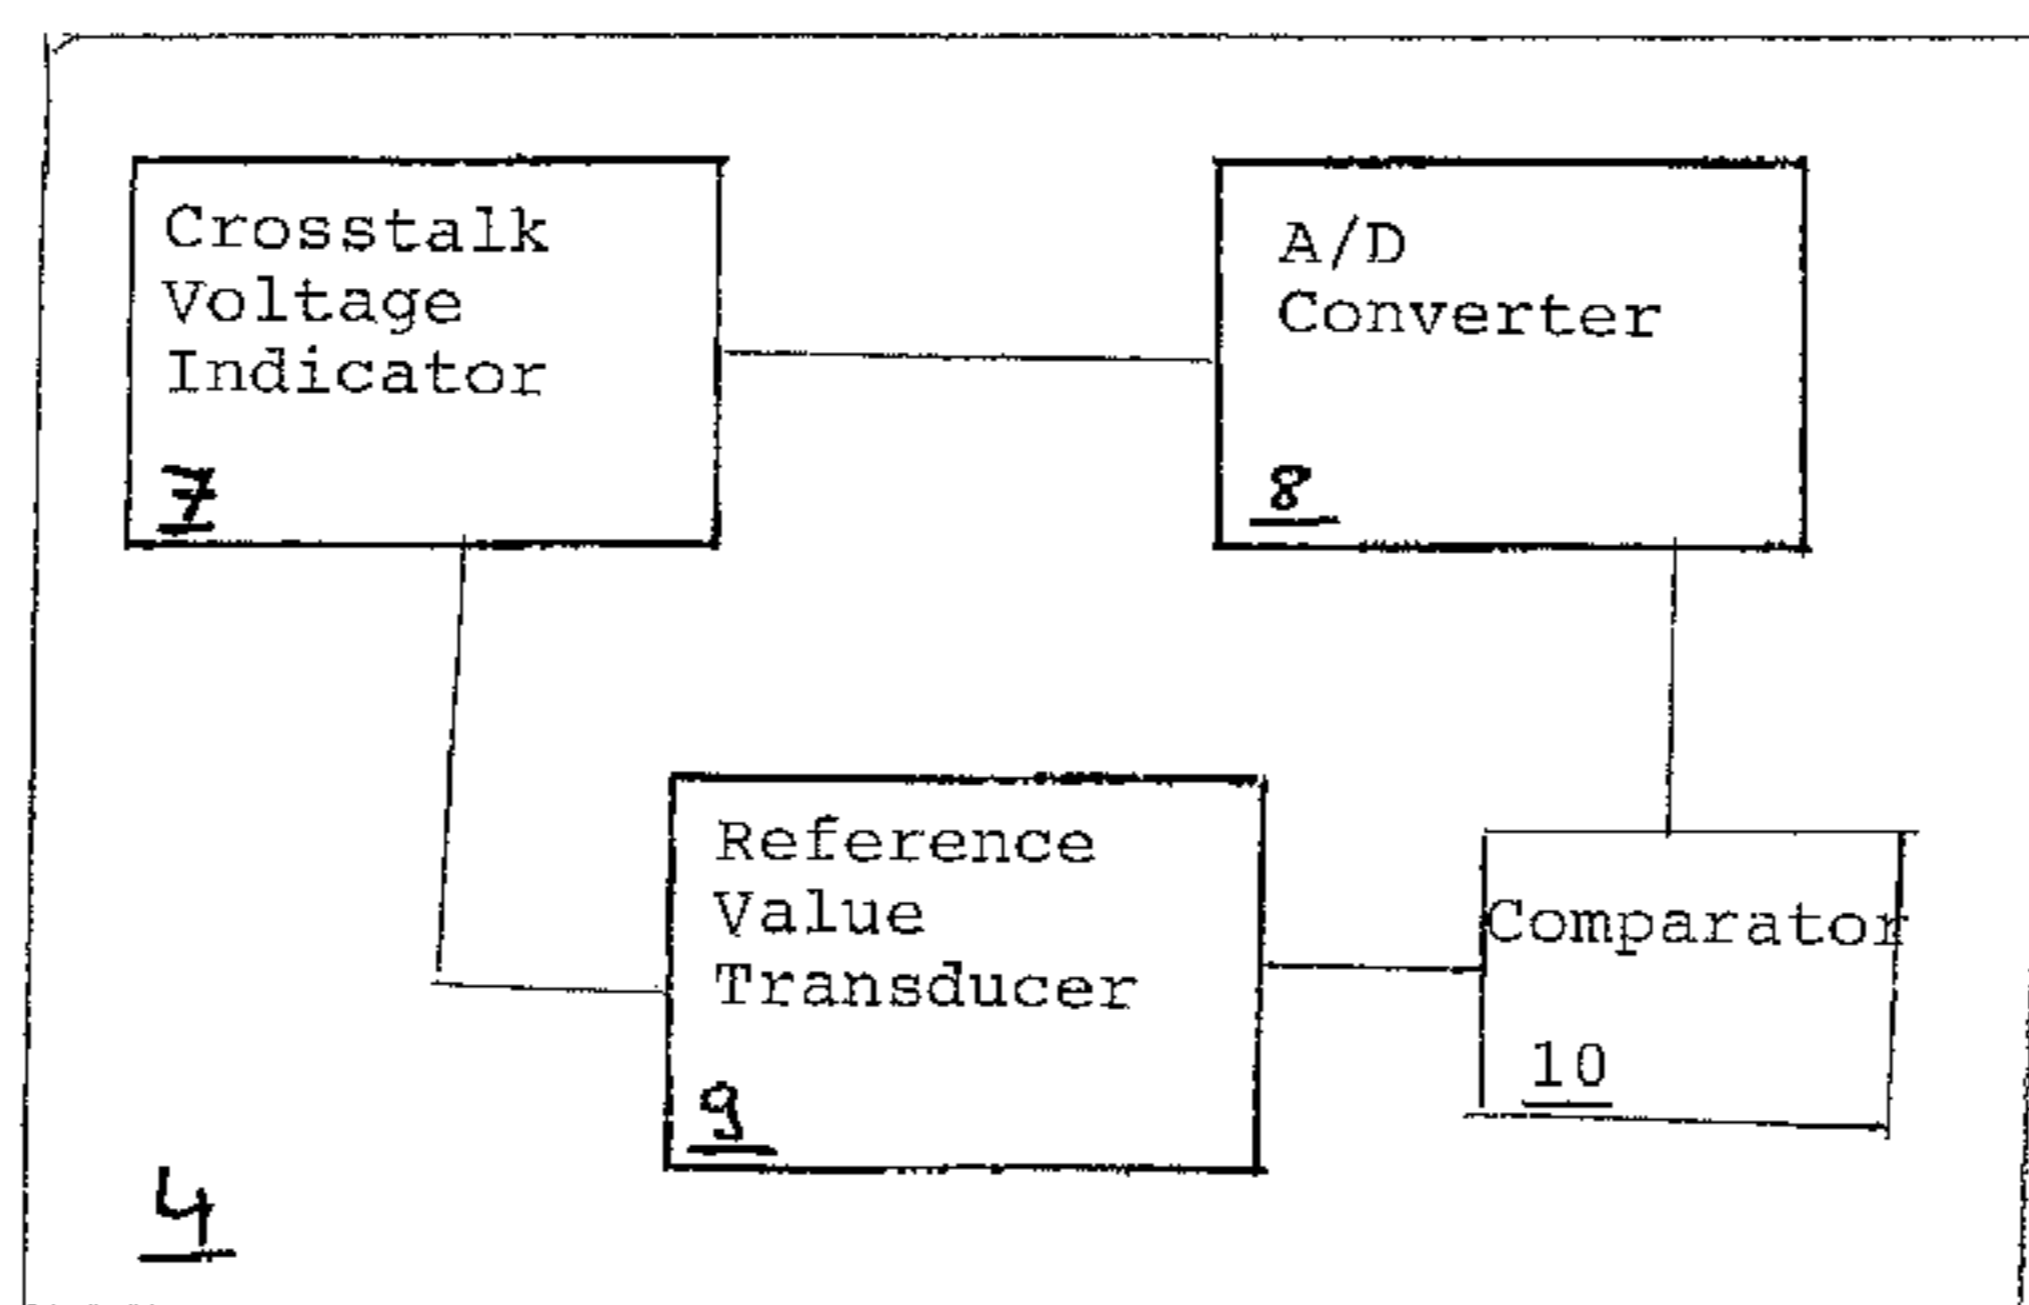 Crosstalk
Voltage
Indicator
7
A/D
Converter
8
Reference
Value
Transducer
9
Comparator
10
4